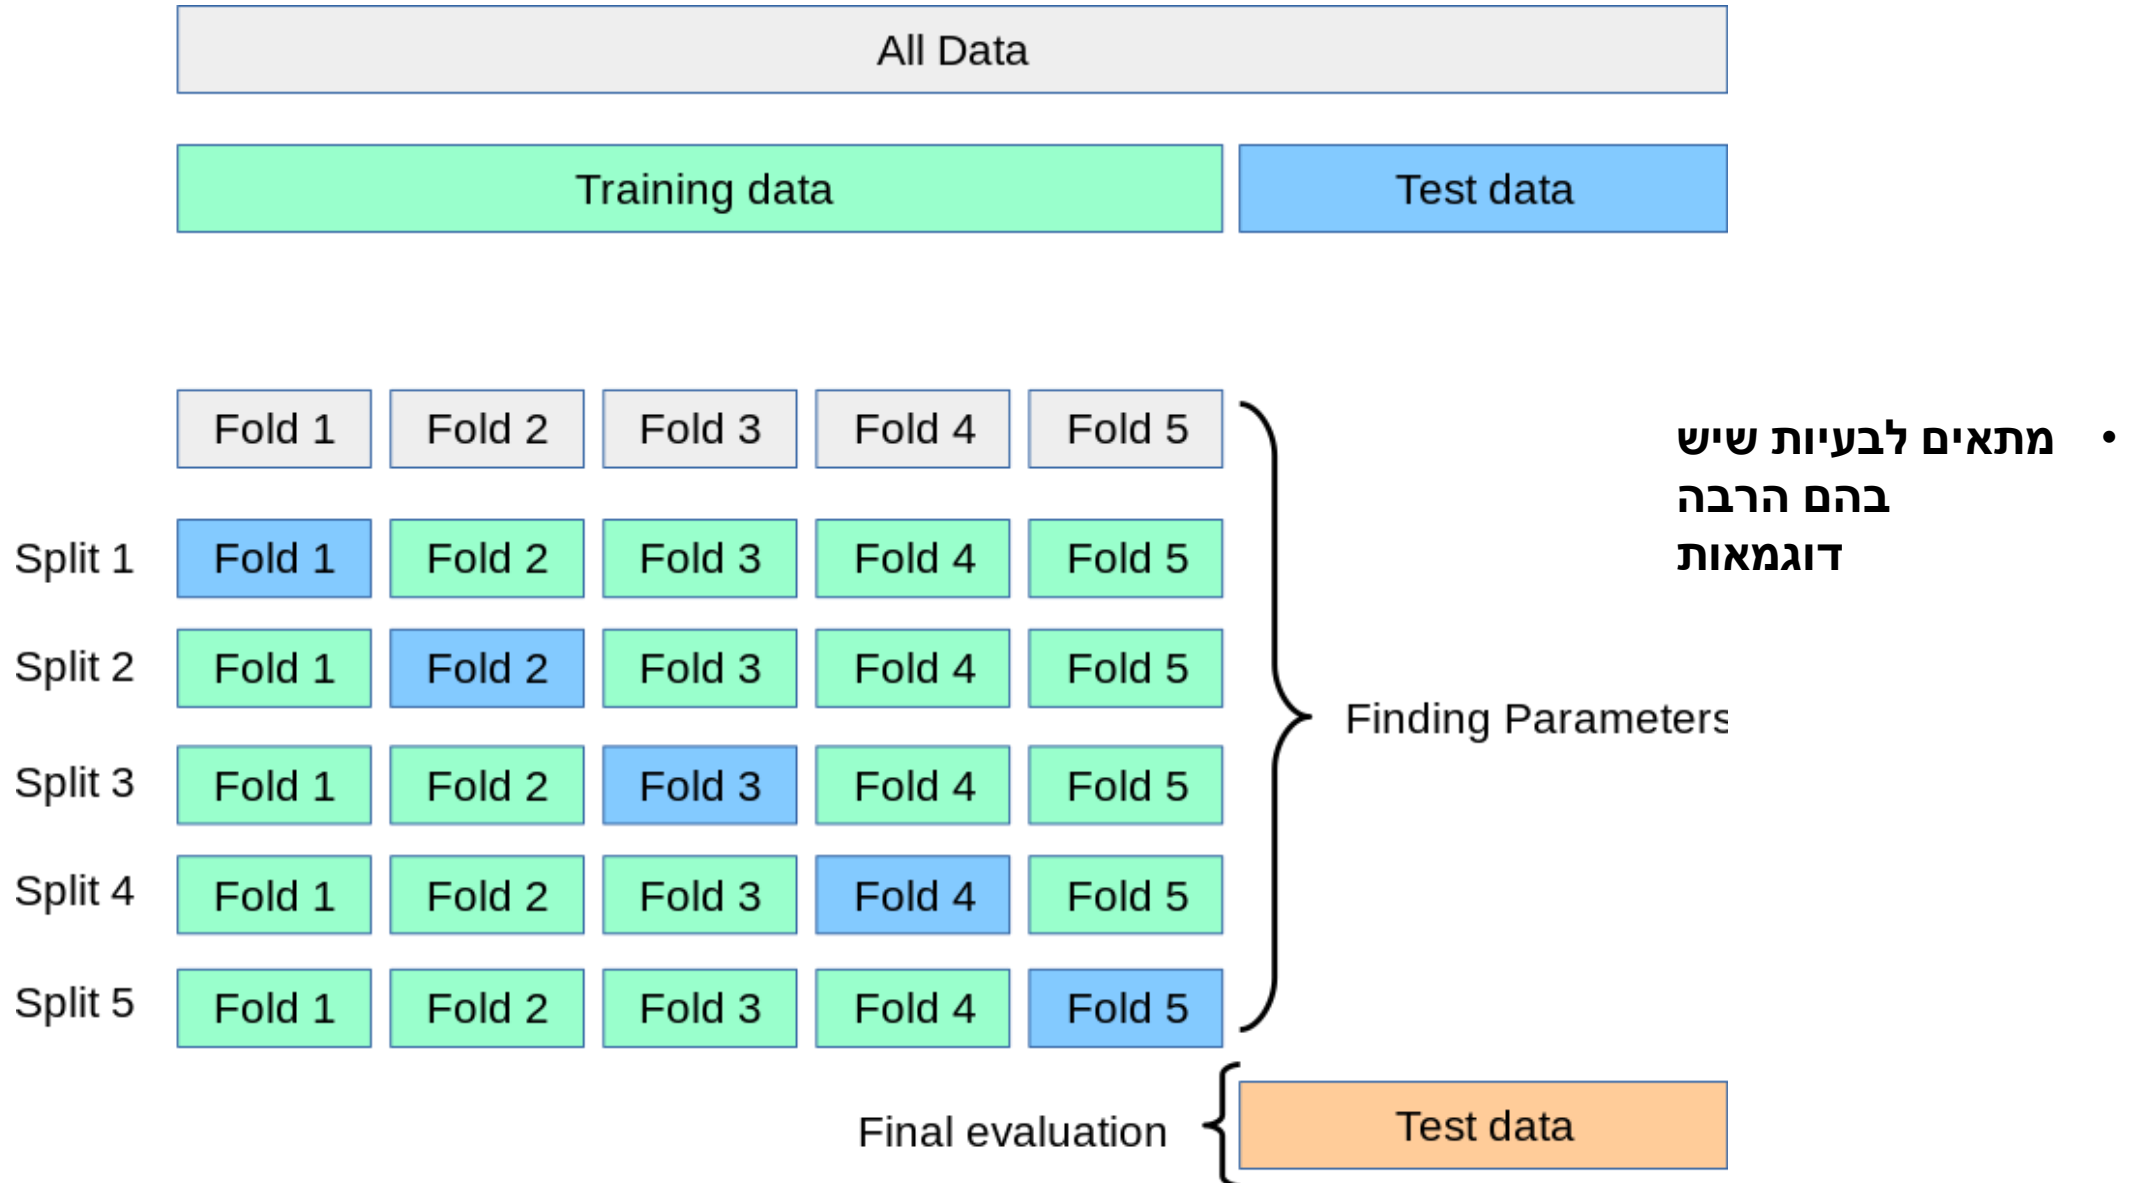 All Data
Training data Test data
Fold 1 Fold 2 Fold 3 Fold 4 Fold 5
Split 1 Fold 1 Fold 2 Fold 3 Fold 4 Fold 5
Split 2 Fold 1 Fold 2 Fold 3 Fold 4 Fold 5
Split 3 Fold 1 Fold 2 Fold 3 Fold 4 Fold 5
Split 4 Fold 1 Fold 2 Fold 3 Fold 4 Fold 5
Split 5 Fold 1 Fold 2 Fold 3 Fold 4 Fold 5
Finding Parameters
Final evaluation Test data
• מתאים לבעיות שיש
בהם הרבה
דוגמאות